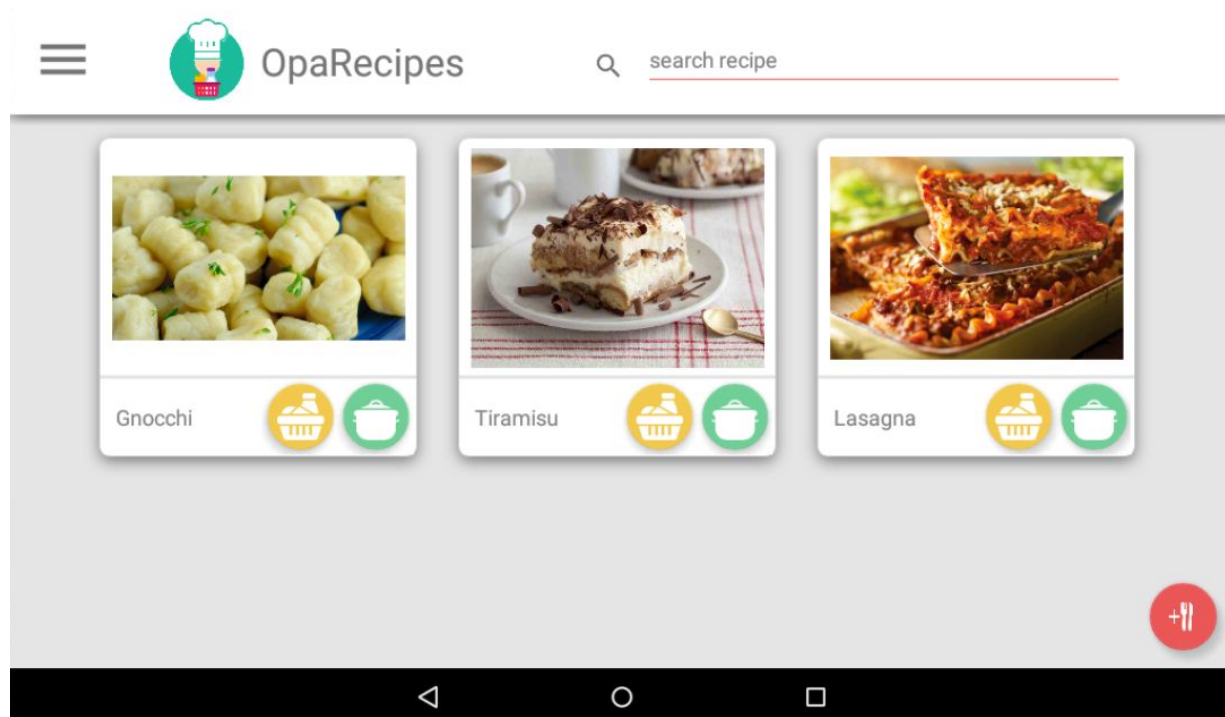 OpaRecipes
search recipe
Gnocchi
Tiramisu
Lasagna